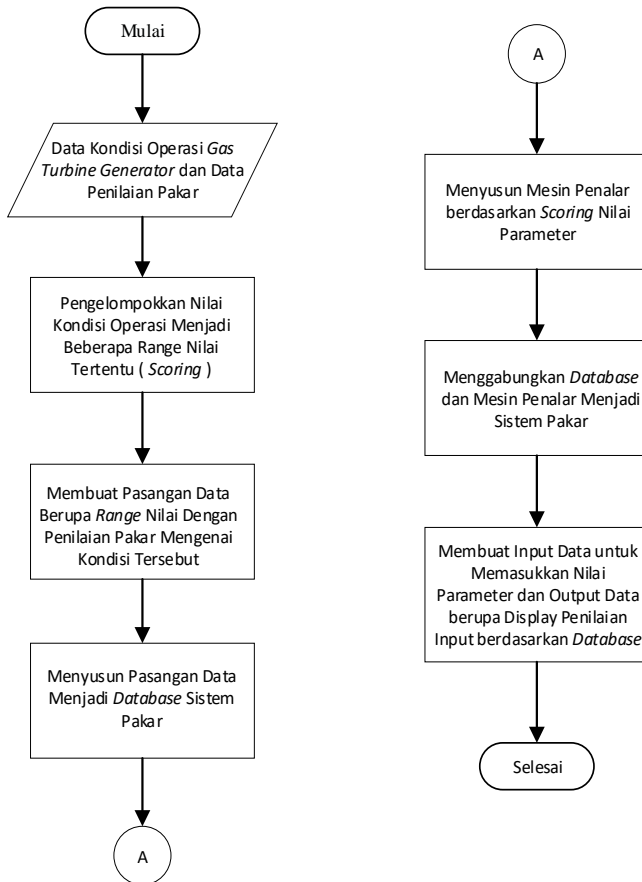 Mulai
Data Kondisi Operasi Gas
Turbine Generator dan Data
Penilaian Pakar
Pengelompokkan Nilai
Kondisi Operasi Menjadi
Beberapa Range Nilai
Tertentu ( Scoring )
Membuat Pasangan Data
Berupa Range Nilai Dengan
Penilaian Pakar Mengenai
Kondisi Tersebut
Menyusun Pasangan Data
Menjadi Database Sistem
Pakar
A
A
Menyusun Mesin Penalar
berdasarkan Scoring Nilai
Parameter
Menggabungkan Database
dan Mesin Penalar Menjadi
Sistem Pakar
Membuat Input Data untuk
Memasukkan Nilai
Parameter dan Output Data
berupa Display Penilaian
Input berdasarkan Database
Selesai